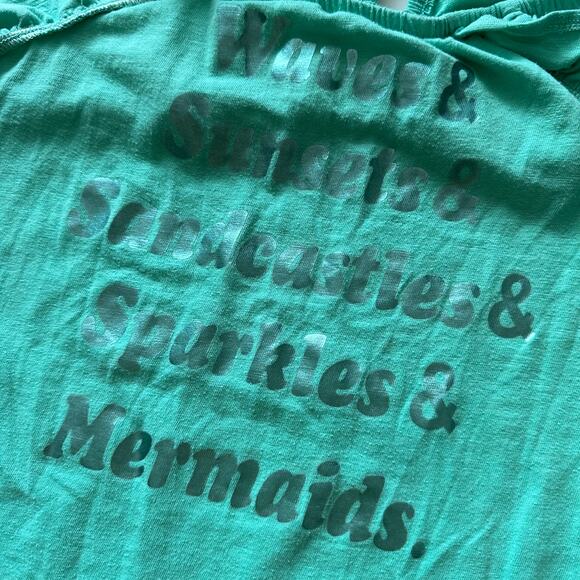 Waves &
Sunsets &
Sandcastles &
Sparkles &
Mermaids.